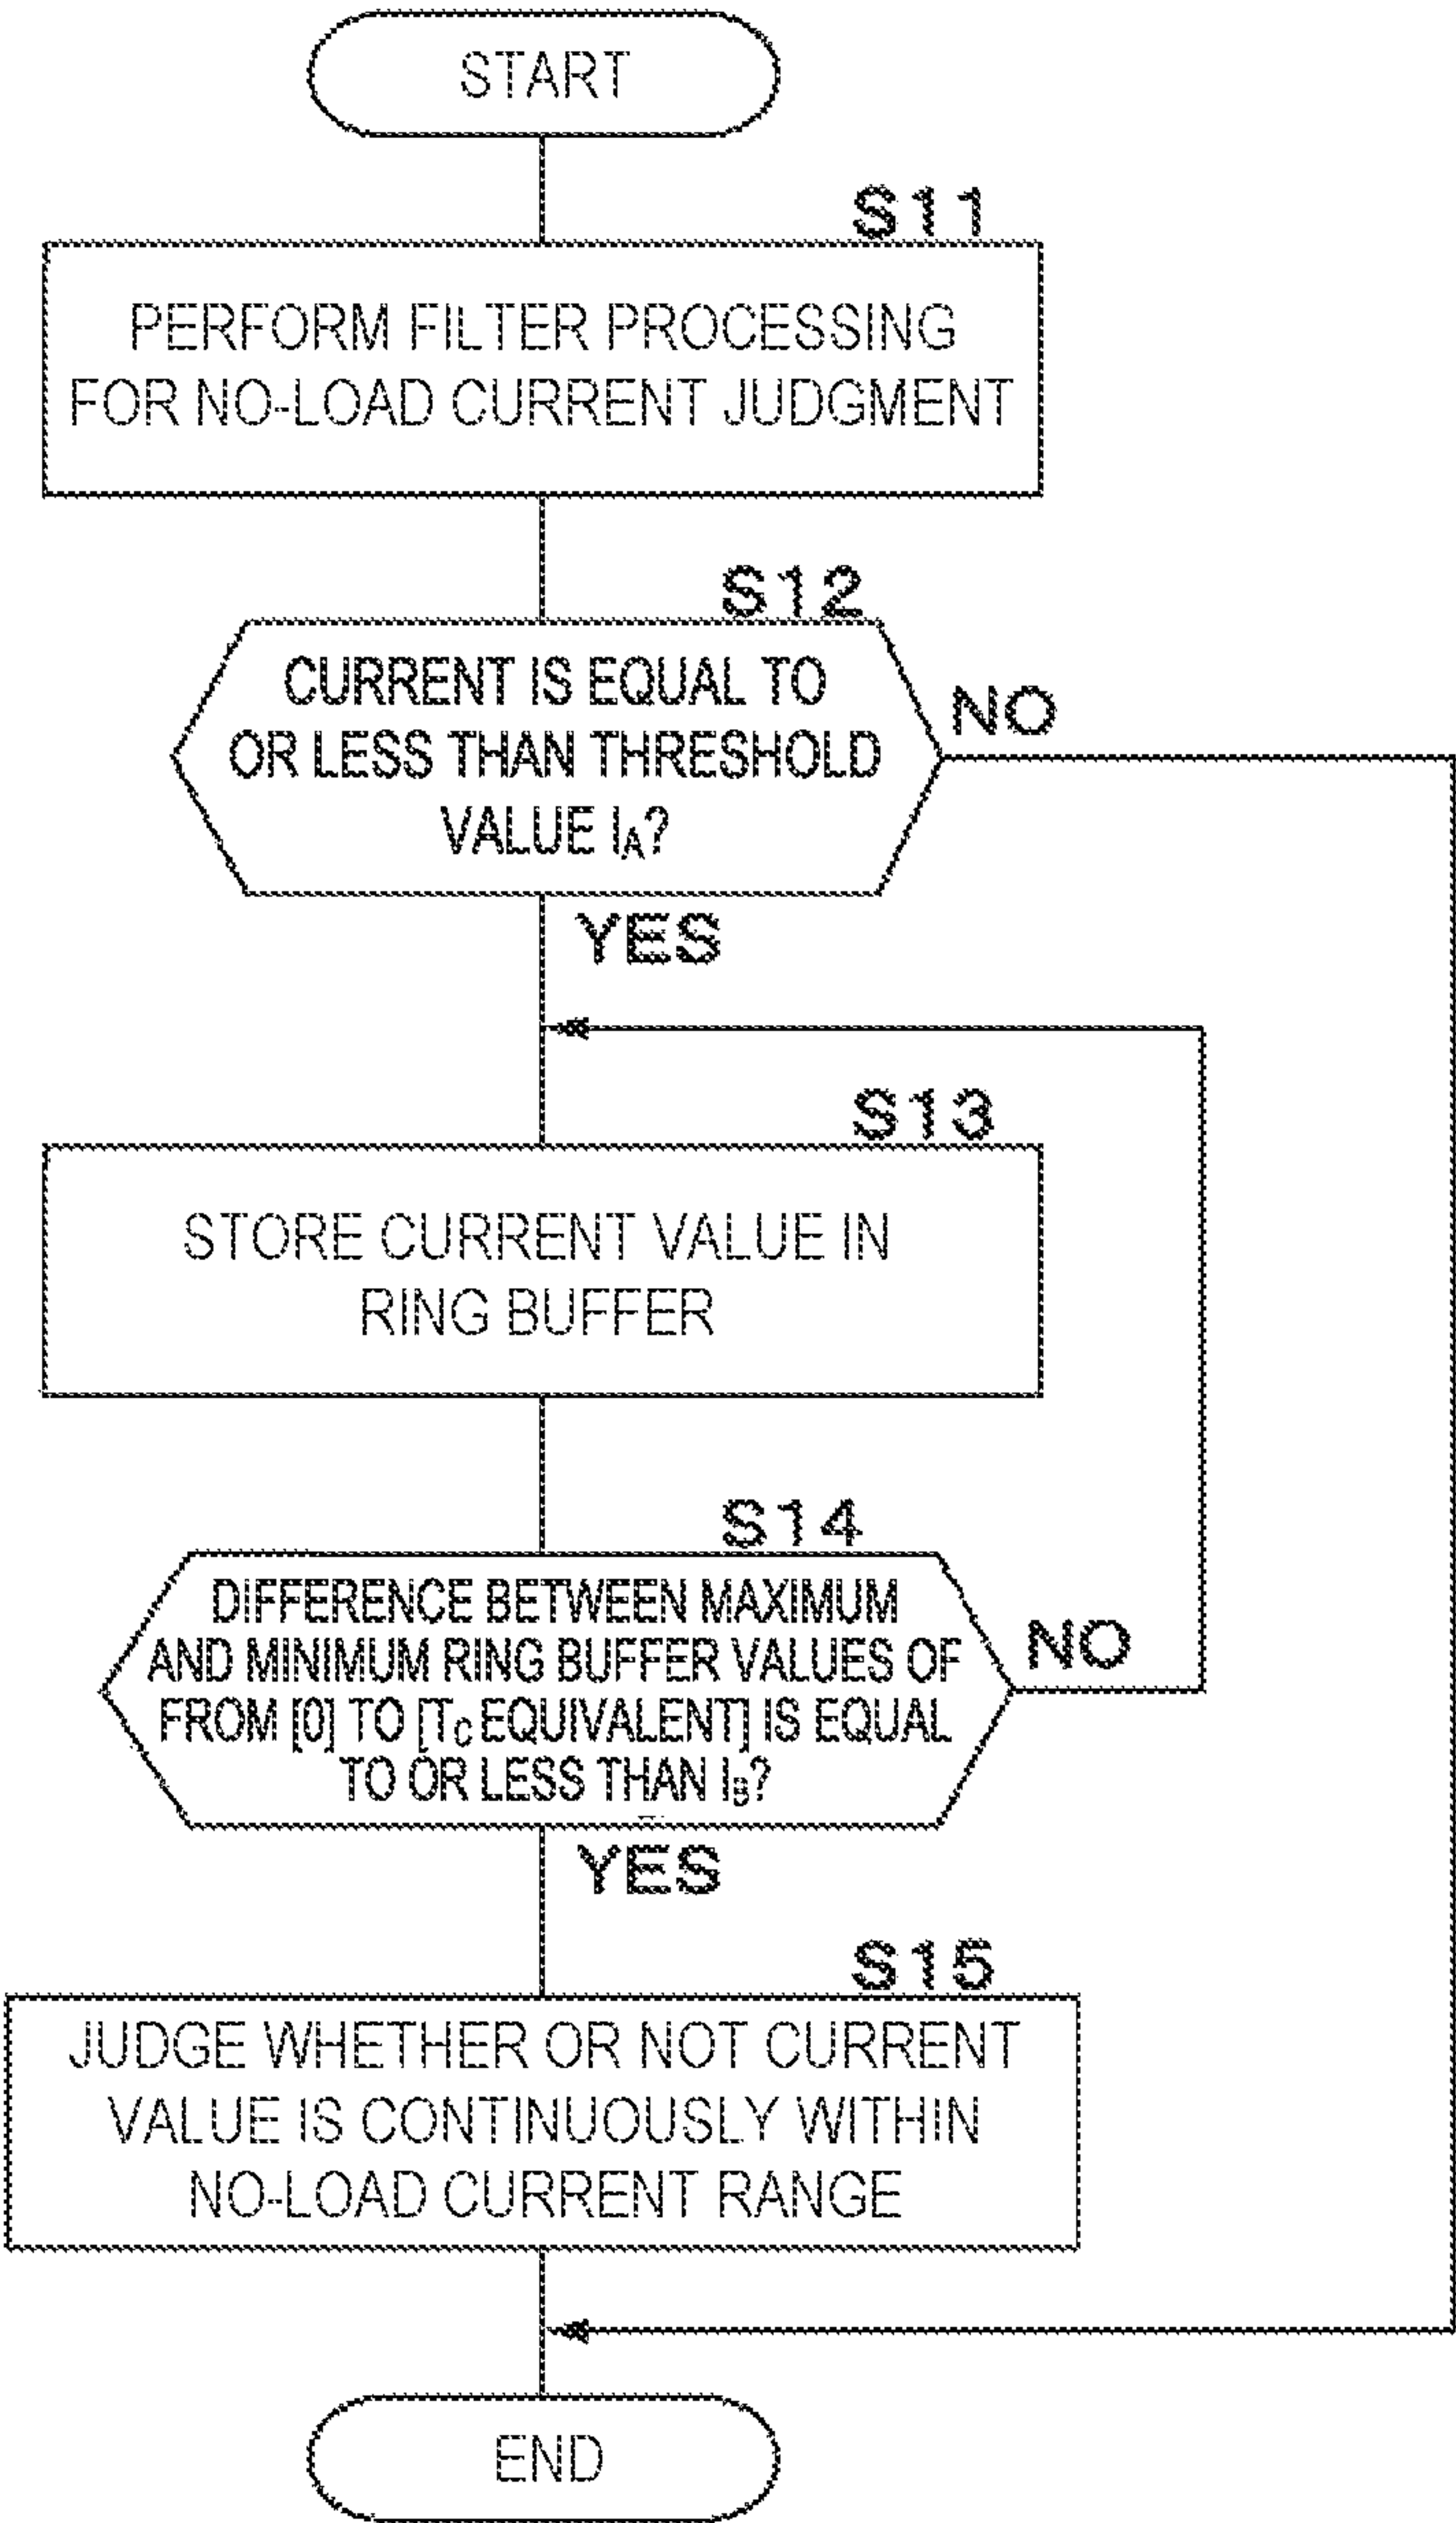 START
S11
PERFORM FILTER PROCESSING
FOR NO-LOAD CURRENT JUDGMENT
S12
CURRENT IS EQUAL TO
OR LESS THAN THRESHOLD
VALUE IA?
NO
YES
S13
STORE CURRENT VALUE IN
RING BUFFER
S14
DIFFERENCE BETWEEN MAXIMUM
AND MINIMUM RING BUFFER VALUES OF
FROM [0] TO [TC EQUIVALENT] IS EQUAL
TO OR LESS THAN IB?
NO
YES
S15
JUDGE WHETHER OR NOT CURRENT
VALUE IS CONTINUOUSLY WITHIN
NO-LOAD CURRENT RANGE
END